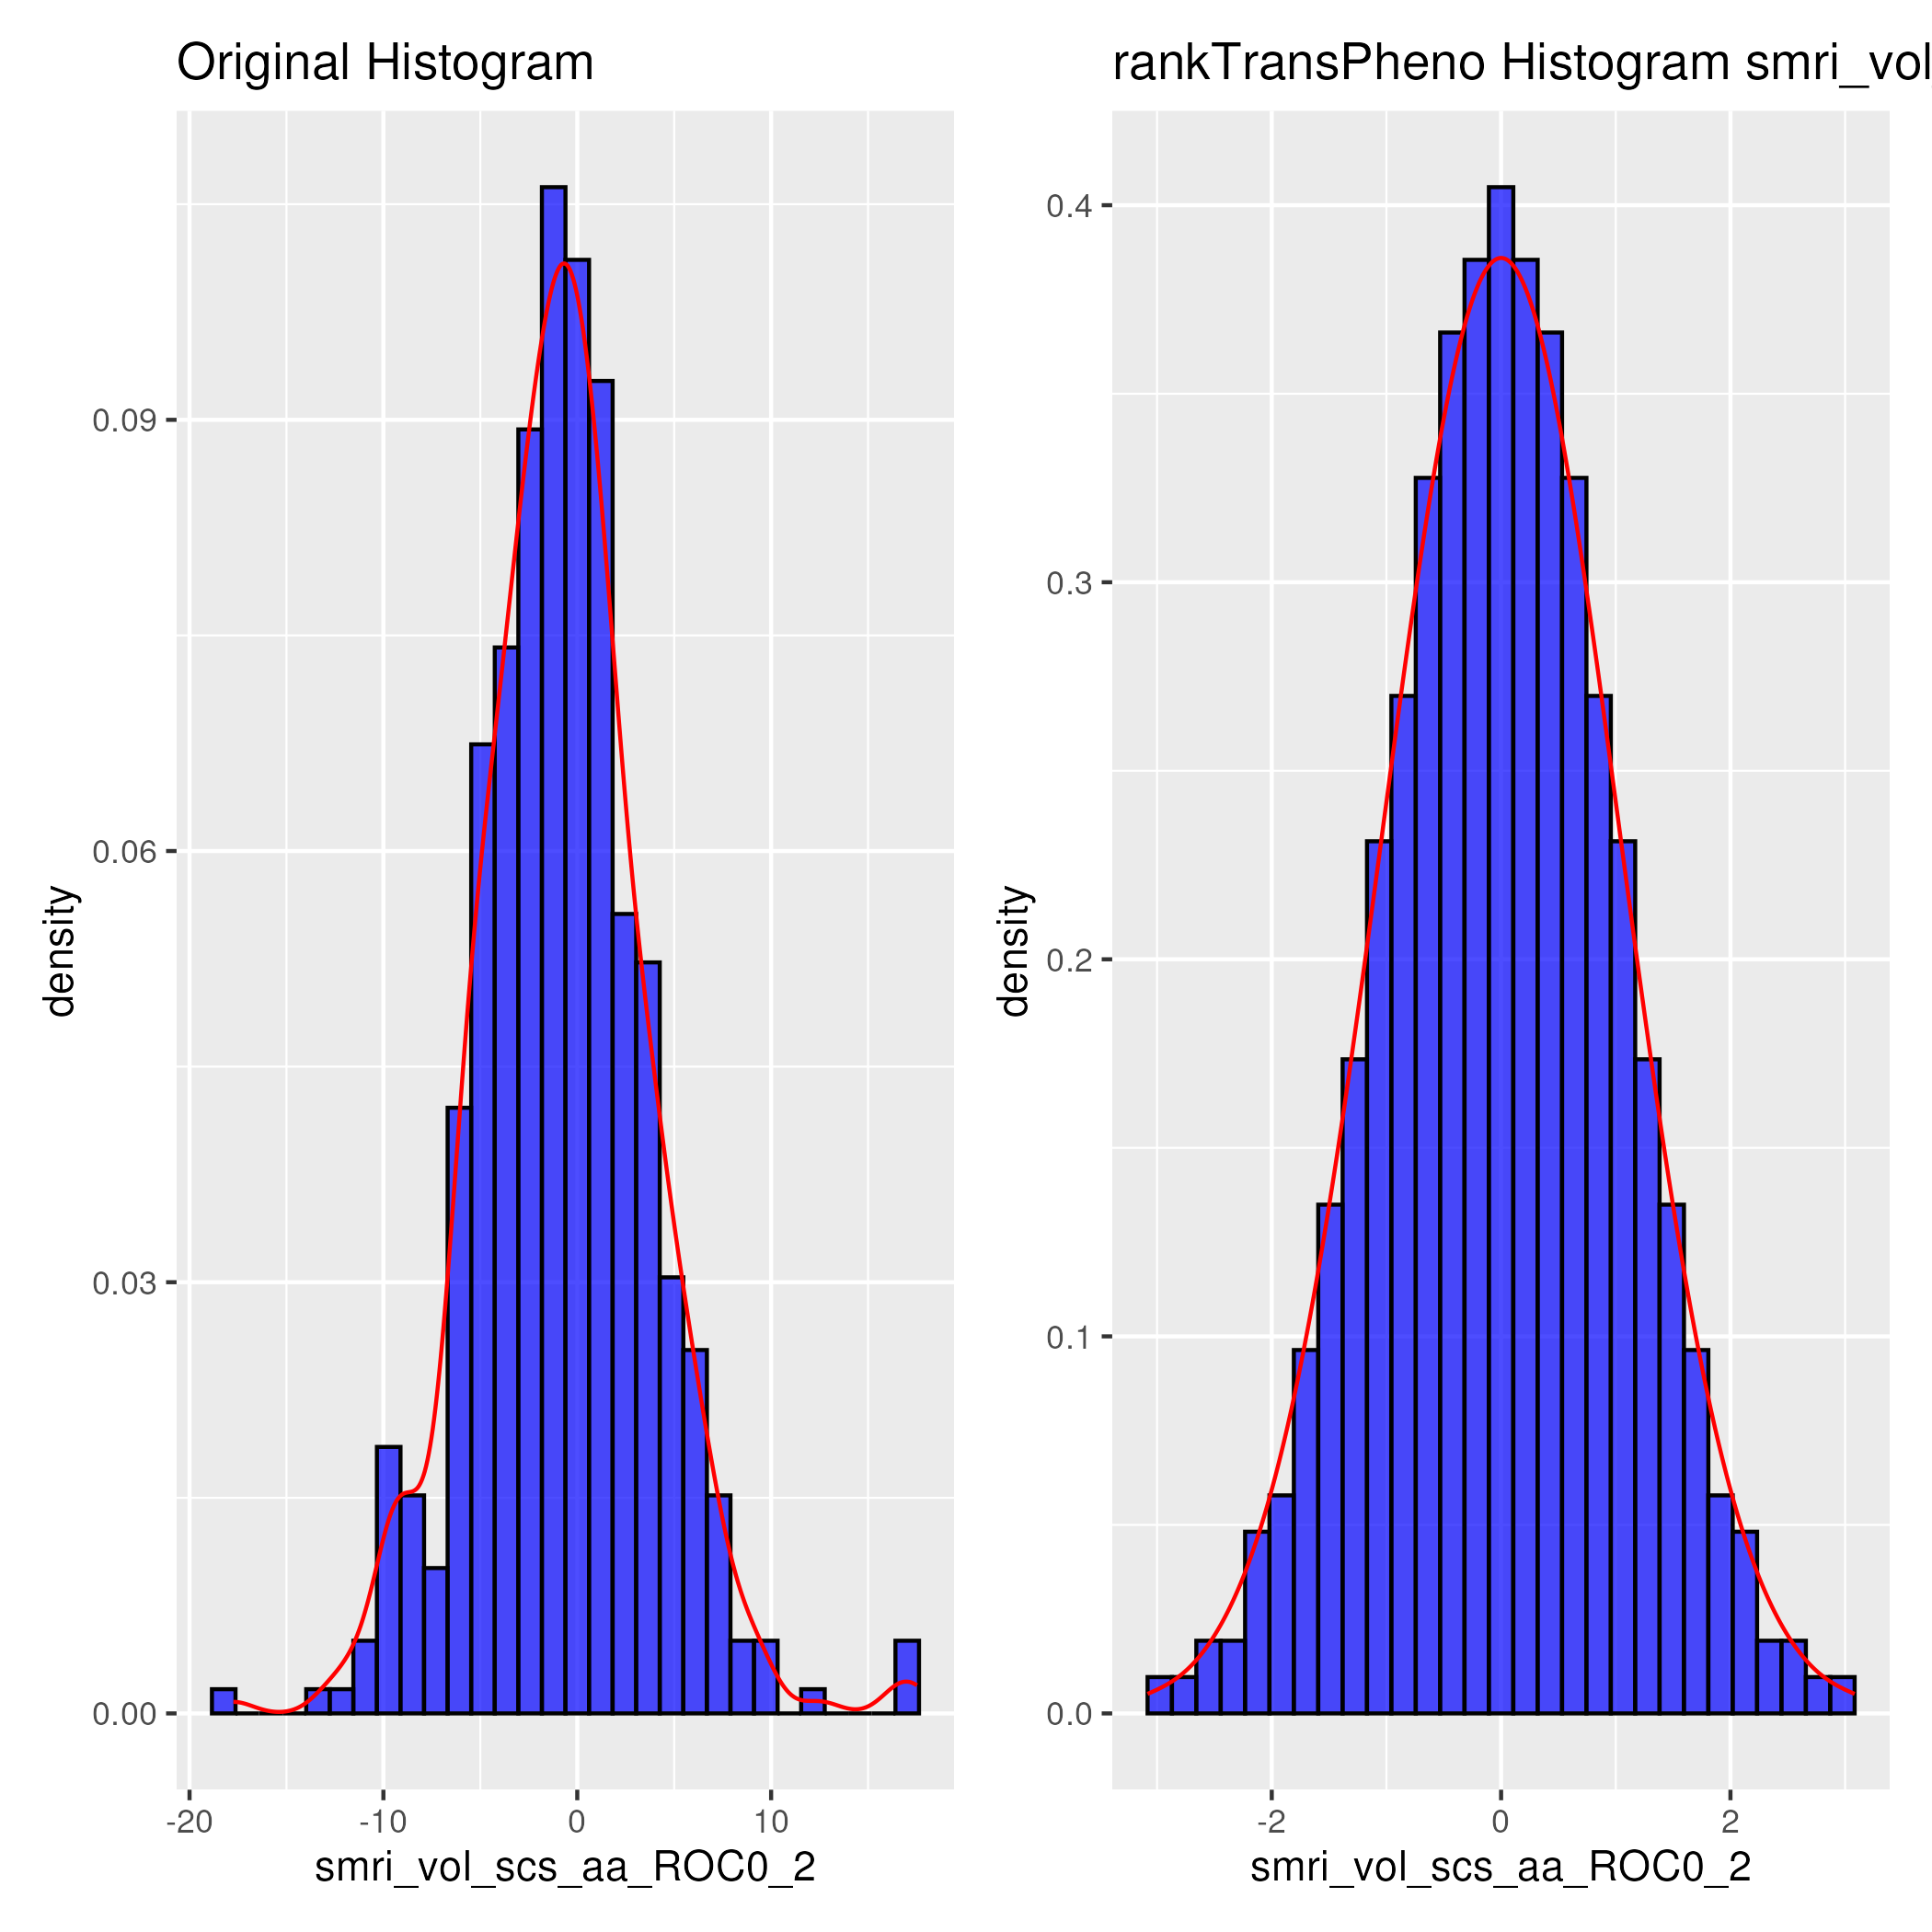 Original Histogram
density
0.09
0.06
0.03
0.00
-20
-10
0
10
smri_vol_scs_aa_ROC0_2
rankTransPheno Histogram smri_vol_
density
0.4
0.3
0.2
0.1
0.0
-2
0
2
smri_vol_scs_aa_ROC0_2